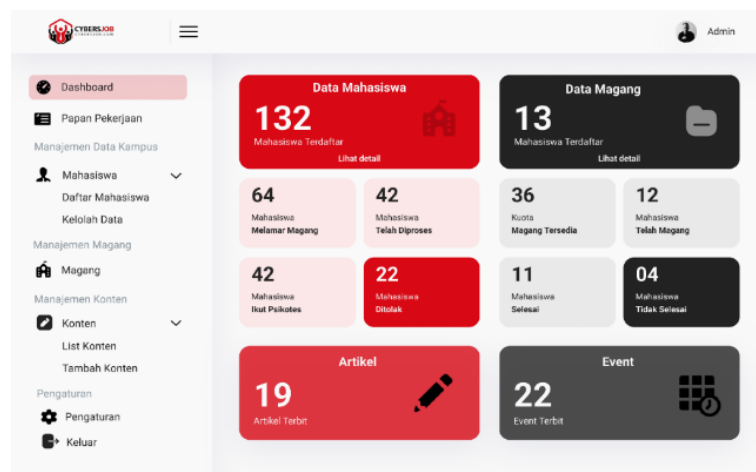 CYBERSJOB
Admin
Dashboard
Papan Pekerjaan
Manajemen Data Kampus
Mahasiswa
Daftar Mahasiswa
Kelolah Data
Manajemen Magang
Magang
Manajemen Konten
Konten
List Konten
Tambah Konten
Pengaturan
Pengaturan
Keluar
Data Mahasiswa
132
Mahasiswa Terdaftar
Lihat detail
Data Magang
13
Mahasiswa Terdaftar
Lihat detail
64
Mahasiswa
Melamar Magang
42
Mahasiswa
Telah Diproses
36
Kuota
Magang Tersedia
12
Mahasiswa
Telah Magang
42
Mahasiswa
Ikut Psikotes
22
Mahasiswa
Ditolak
11
Mahasiswa
Selesai
04
Mahasiswa
Tidak Selesai
Artikel
19
Artikel Terbit
Event
22
Event Terbit